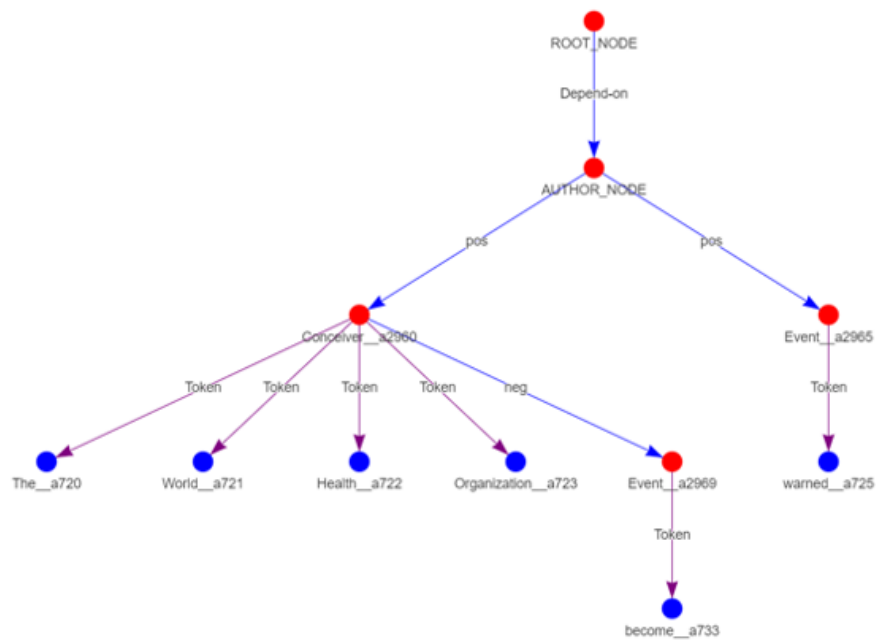 ROOT_NODE
Depend-on
AUTHOR_NODE
pos
pos
Conceiver__a2960
Event__a2965
Token
Token
Token
Token
neg
Token
The__a720
World__a721
Health__a722
Organization__a723
Event__a2969
warned__a725
Token
become__a733